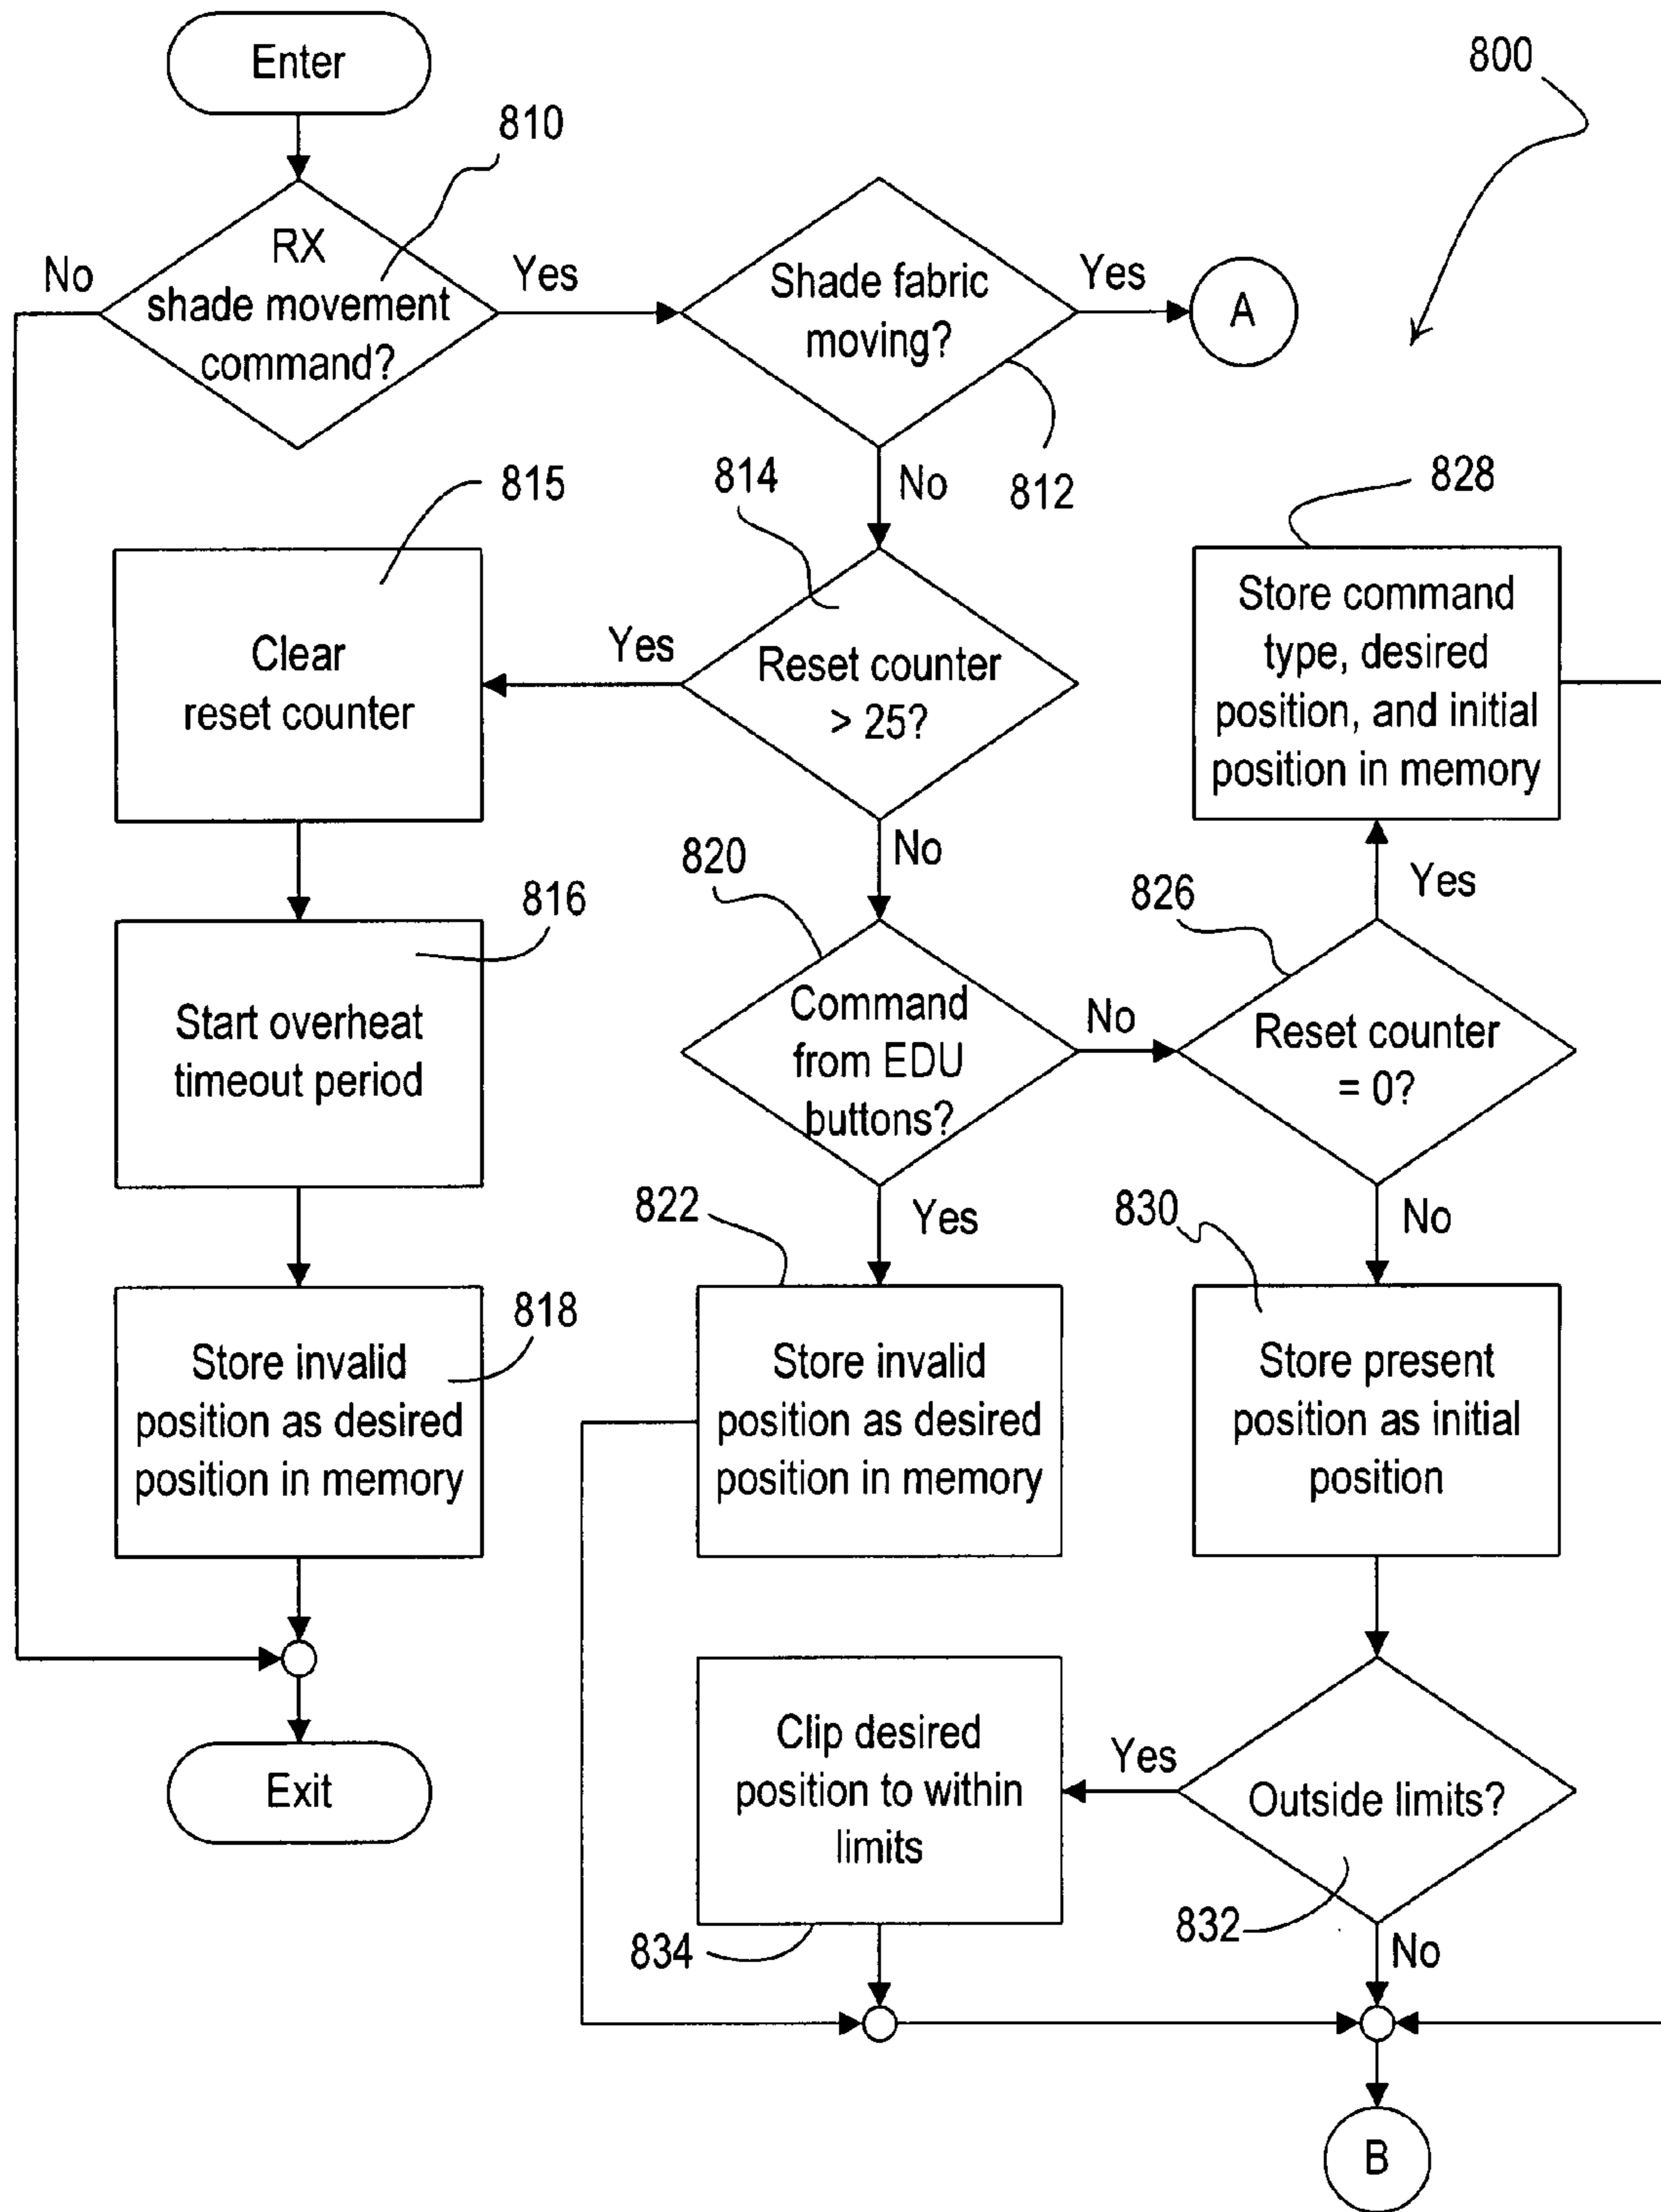 Enter
800
810
RX
shade movement
command?
No
Yes
Shade fabric
moving?
Yes
A
812
No
815
814
828
Clear
reset counter
Yes
Reset counter
> 25?
Store command
type, desired
position, and initial
position in memory
No
820
826
Yes
816
Start overheat
timeout period
Command
from EDU
buttons?
No
Reset counter
= 0?
822
Yes
830
No
818
Store invalid
position as desired
position in memory
Store invalid
position as desired
position in memory
Store present
position as initial
position
Clip desired
position to within
limits
Yes
Outside limits?
Exit
834
832
No
B